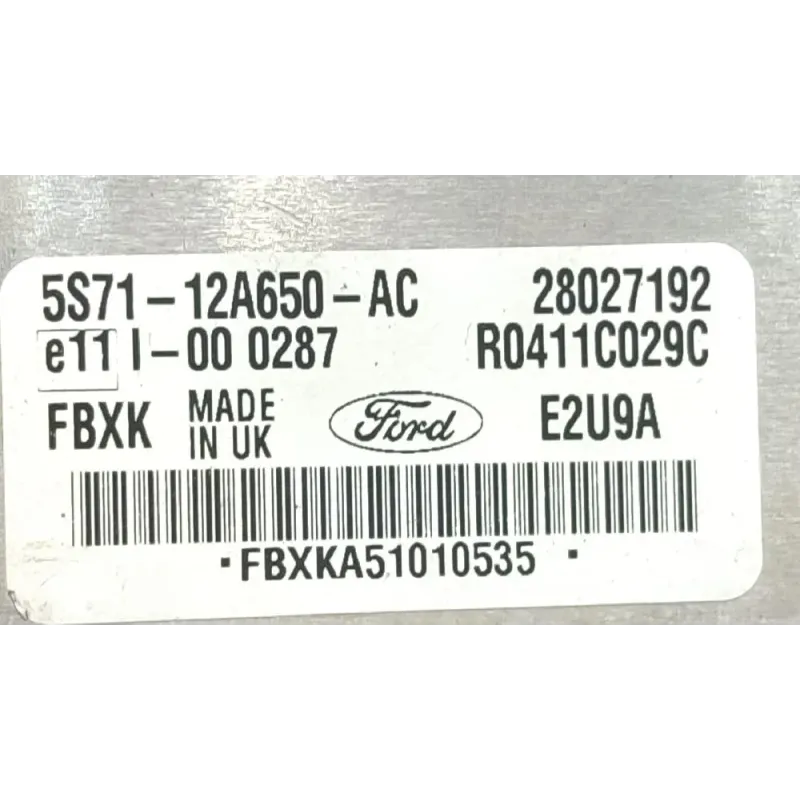 5S71-12A650-AC 28027192
e11 I-00 0287 R0411C029C
FBXK MADE IN UK Ford E2U9A
·FBXKA51010535 ·